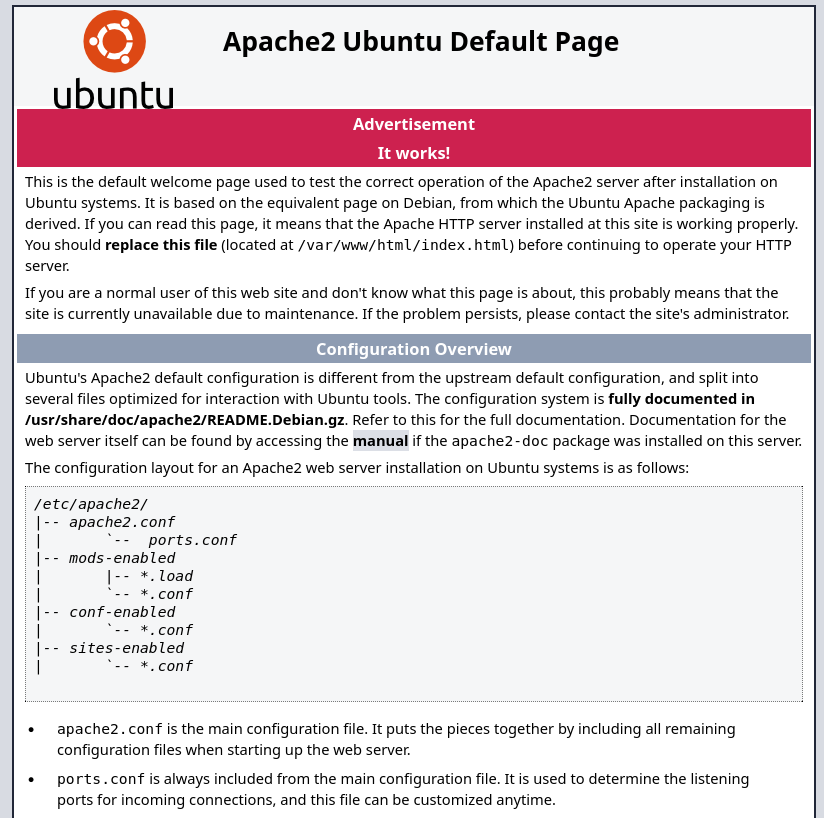 ubuntu
Apache2 Ubuntu Default Page
Advertisement
It works!
This is the default welcome page used to test the correct operation of the Apache2 server after installation on
Ubuntu systems. It is based on the equivalent page on Debian, from which the Ubuntu Apache packaging is
derived. If you can read this page, it means that the Apache HTTP server installed at this site is working properly.
You should replace this file (located at /var/www/html/index.html) before continuing to operate your HTTP
server.
If you are a normal user of this web site and don't know what this page is about, this probably means that the
site is currently unavailable due to maintenance. If the problem persists, please contact the site's administrator.
Configuration Overview
Ubuntu's Apache2 default configuration is different from the upstream default configuration, and split into
several files optimized for interaction with Ubuntu tools. The configuration system is fully documented in
/usr/share/doc/apache2/README.Debian.gz. Refer to this for the full documentation. Documentation for the
web server itself can be found by accessing the manual if the apache2-doc package was installed on this server.
The configuration layout for an Apache2 web server installation on Ubuntu systems is as follows:
/etc/apache2/
|-- apache2.conf
|       `--  ports.conf
|-- mods-enabled
|       |-- *.load
|       `-- *.conf
|-- conf-enabled
|       `-- *.conf
|-- sites-enabled
|       `-- *.conf
• apache2.conf is the main configuration file. It puts the pieces together by including all remaining
configuration files when starting up the web server.
• ports.conf is always included from the main configuration file. It is used to determine the listening
ports for incoming connections, and this file can be customized anytime.